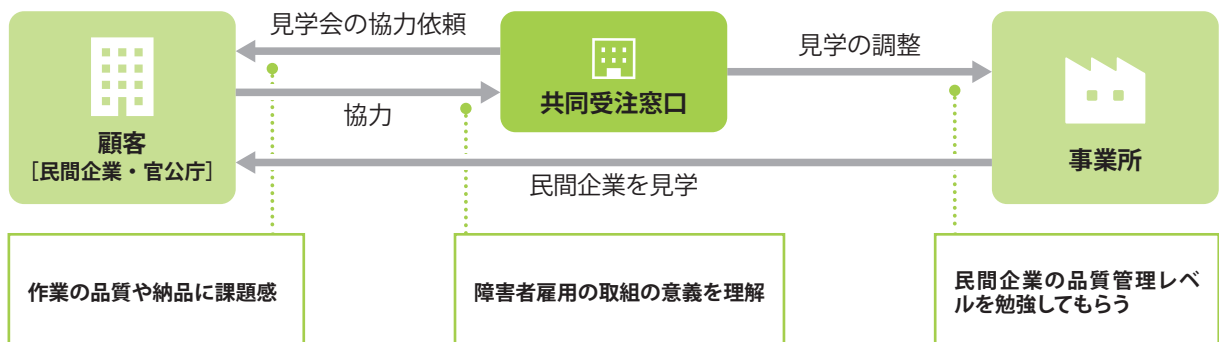 見学会の協力依頼
見学の調整
共同受注窓口
協力
顧客
［民間企業・官公庁］
事業所
民間企業を見学
作業の品質や納品に課題感
障害者雇用の取組の意義を理解
民間企業の品質管理レベ
ルを勉強してもらう